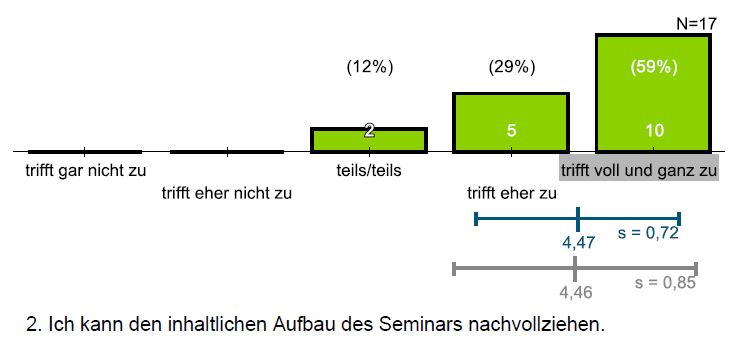 N=17
(12%) (29%) (59%)
2 5 10
trifft gar nicht zu teils/teils trifft voll und ganz zu
trifft eher nicht zu trifft eher zu
4,47 s = 0,72
4,46 s = 0,85
2. Ich kann den inhaltlichen Aufbau des Seminars nachvollziehen.